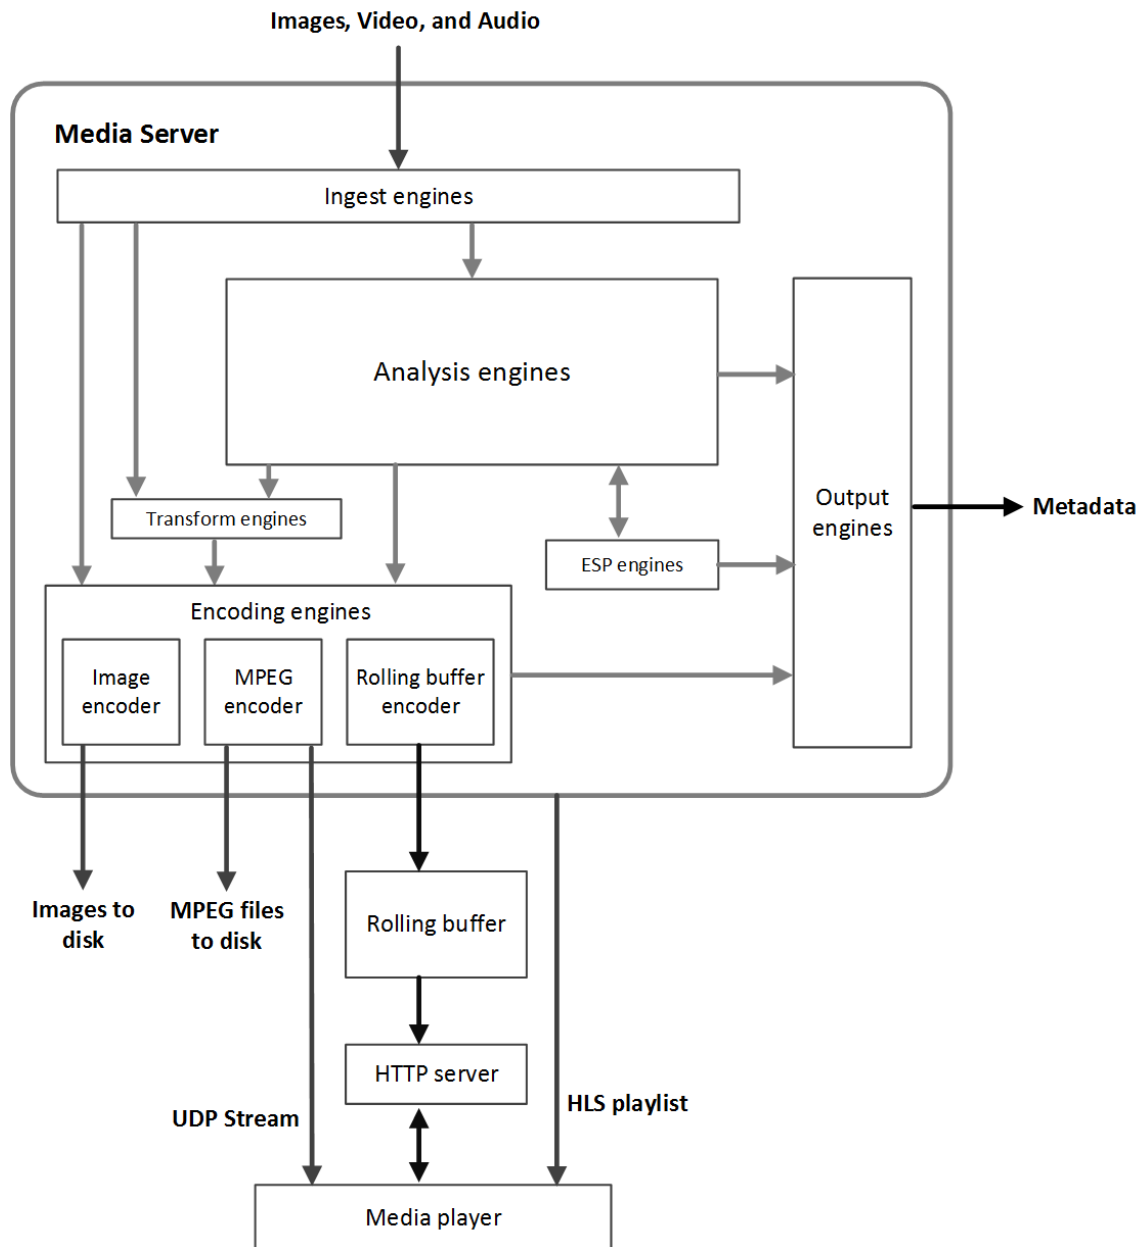 Images, Video, and Audio
Media Server
Ingest engines
Analysis engines
Transform engines
Output
engines
Metadata
ESP engines
Encoding engines
Image
encoder
MPEG
encoder
Rolling buffer
encoder
Images to
disk
MPEG files
to disk
Rolling buffer
HTTP server
UDP Stream
HLS playlist
Media player